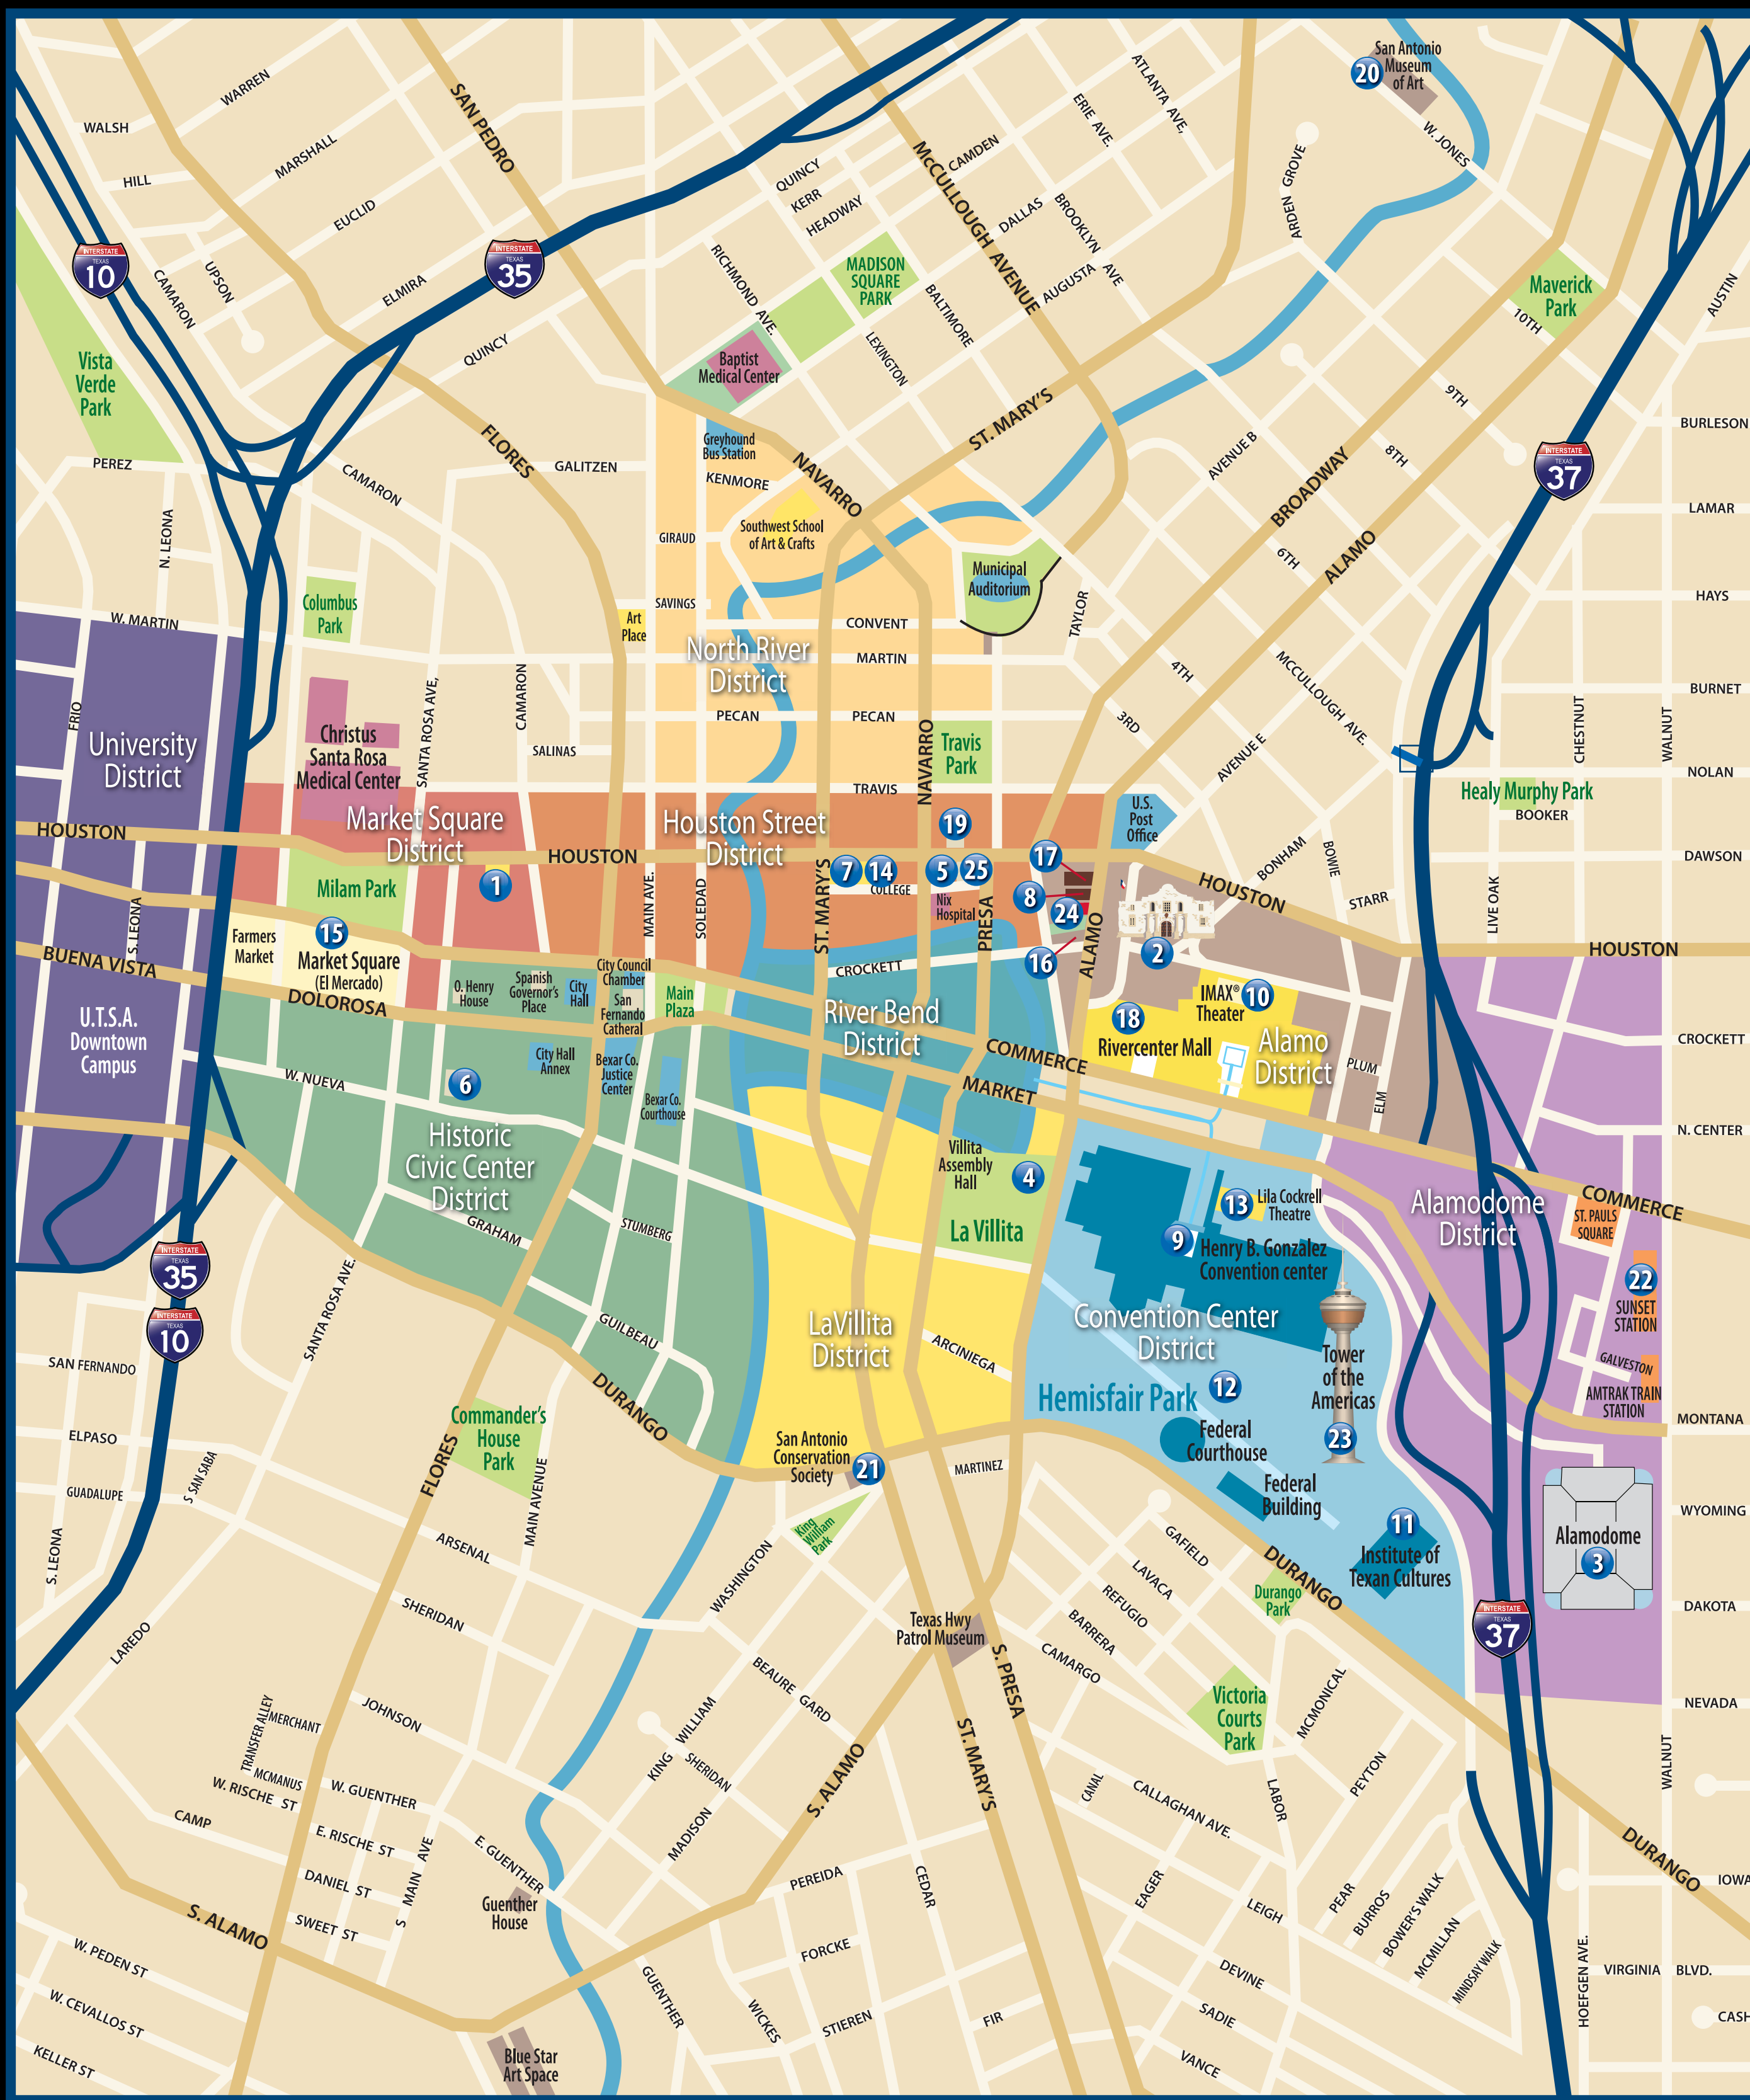 San Antonio
Museum
of Art
20
WARREN
WALSH
HILL
MARSHALL
EUCLID
SAN PEDRO
ELMIRA
UPSON
CAMARON
QUINCY
INTERSTATE
TEXAS
10
INTERSTATE
TEXAS
35
QUINCY
KERR
HEADWAY
CAMDEN
McCULLOUGH AVENUE
DALLAS
ERIE AVE.
ATLANTA AVE.
BROOKLYN AVE
AUGUSTA
ARDEN GROVE
W. JONES
RICHMOND AVE.
MADISON
SQUARE
PARK
BALTIMORE
LEXINGTON
Baptist
Medical Center
Maverick
Park
10TH
AUSTIN
9TH
8TH
6TH
4TH
3RD
Vista
Verde
Park
PEREZ
N. LEONA
FLORES
GALITZEN
CAMARON
Greyhound
Bus Station
KENMORE
NAVARRO
ST. MARY'S
AVENUE B
BROADWAY
ALAMO
INTERSTATE
TEXAS
37
BURLESON
LAMAR
HAYS
BURNET
NOLAN
DAWSON
Southwest School
of Art & Crafts
GIRAUD
SAVINGS
Municipal
Auditorium
TAYLOR
Columbus
Park
W. MARTIN
Art
Place
CONVENT
MARTIN
North River
District
PECAN
PECAN
MCCULLOUGH AVE.
AVENUE E
CHESTNUT
WALNUT
FRIO
University
District
Christus
Santa Rosa
Medical Center
SANTA ROSA AVE,
CAMARON
SALINAS
NAVARRO
Travis
Park
TRAVIS
U.S.
Post
Office
Healy Murphy Park
BOOKER
HOUSTON
Market Square
District
HOUSTON
Houston Street
District
19
17
7
14
5
25
8
24
16
COLLEGE
Nix
Hospital
BONHAM
BOWIE
STARR
HOUSTON
HOUSTON
LIVE OAK
Milam Park
1
15
MAIN AVE.
SOLEDAD
ST. MARY'S
PRESA
ALAMO
2
S. LEONA
Farmers
Market
Market Square
(El Mercado)
BUENA VISTA
DOLOROSA
O. Henry
House
Spanish
Governor's
Place
City
Hall
City Council
Chamber
San
Fernando
Catheral
Main
Plaza
CROCKETT
River Bend
District
IMAX®
Theater
10
18
Rivercenter Mall
Alamo
District
PLUM
ELM
CROCKETT
N. CENTER
U.T.S.A.
Downtown
Campus
W. NUEVA
6
City Hall
Annex
Bexar Co.
Justice
Center
Bexar Co.
Courthouse
COMMERCE
MARKET
Historic
Civic Center
District
Villita
Assembly
Hall
4
La Villita
13
Lila Cockrell
Theatre
9
Henry B. Gonzalez
Convention center
Alamodome
District
COMMERCE
ST. PAULS
SQUARE
22
SUNSET
STATION
GALVESTON
AMTRAK TRAIN
STATION
MONTANA
GRAHAM
STUMBERG
GUILBEAU
INTERSTATE
TEXAS
35
INTERSTATE
TEXAS
10
SANTA ROSA AVE.
LaVillita
District
ARCINIEGA
Convention Center
District
Tower
of the
Americas
Hemisfair Park
12
23
Federal
Courthouse
Federal
Building
11
Institute of
Texan Cultures
Alamodome
3
SAN FERNANDO
ELPASO
GUADALUPE
S. LEONA
S. SAN SABA
DURANGO
FLORES
Commander's
House
Park
MAIN AVENUE
San Antonio
Conservation
Society
21
MARTINEZ
King
William
Park
WYOMING
DAKOTA
NEVADA
ARSENAL
SHERIDAN
LAREDO
WASHINGTON
Texas Hwy
Patrol Museum
S. PRESA
GAFIELD
LAVACA
REFUGIO
BARRERA
CAMARGO
DURANGO
Durango
Park
INTERSTATE
TEXAS
37
Victoria
Courts
Park
MCMONICAL
BEAURE GARD
KING WILLIAM
SHERIDAN
MADISON
S. ALAMO
ST. MARY'S
CANAL
CALLAGHAN AVE.
LABOR
PEYTON
WALNUT
TRANSFER ALLEY
MERCHANT
JOHNSON
MCMANUS
W. RISCHE ST
W. GUENTHER
CAMP
E. RISCHE ST
DANIEL ST
SWEET ST
S MAIN AVE
E. GUENTHER
Guenther
House
PEREIDA
CEDAR
EAGER
LEIGH
PEAR
BURROS
BOWER'S WALK
MCMILLAN
MINDSAY WALK
DURANGO
IOWA
S. ALAMO
W. PEDEN ST
W. CEVALLOS ST
KELLER ST
Blue Star
Art Space
GUENTHER
WICKES
FORCKE
STIEREN
FIR
DEVINE
SADIE
VANCE
HOEFGEN AVE.
VIRGINIA BLVD.
CASH